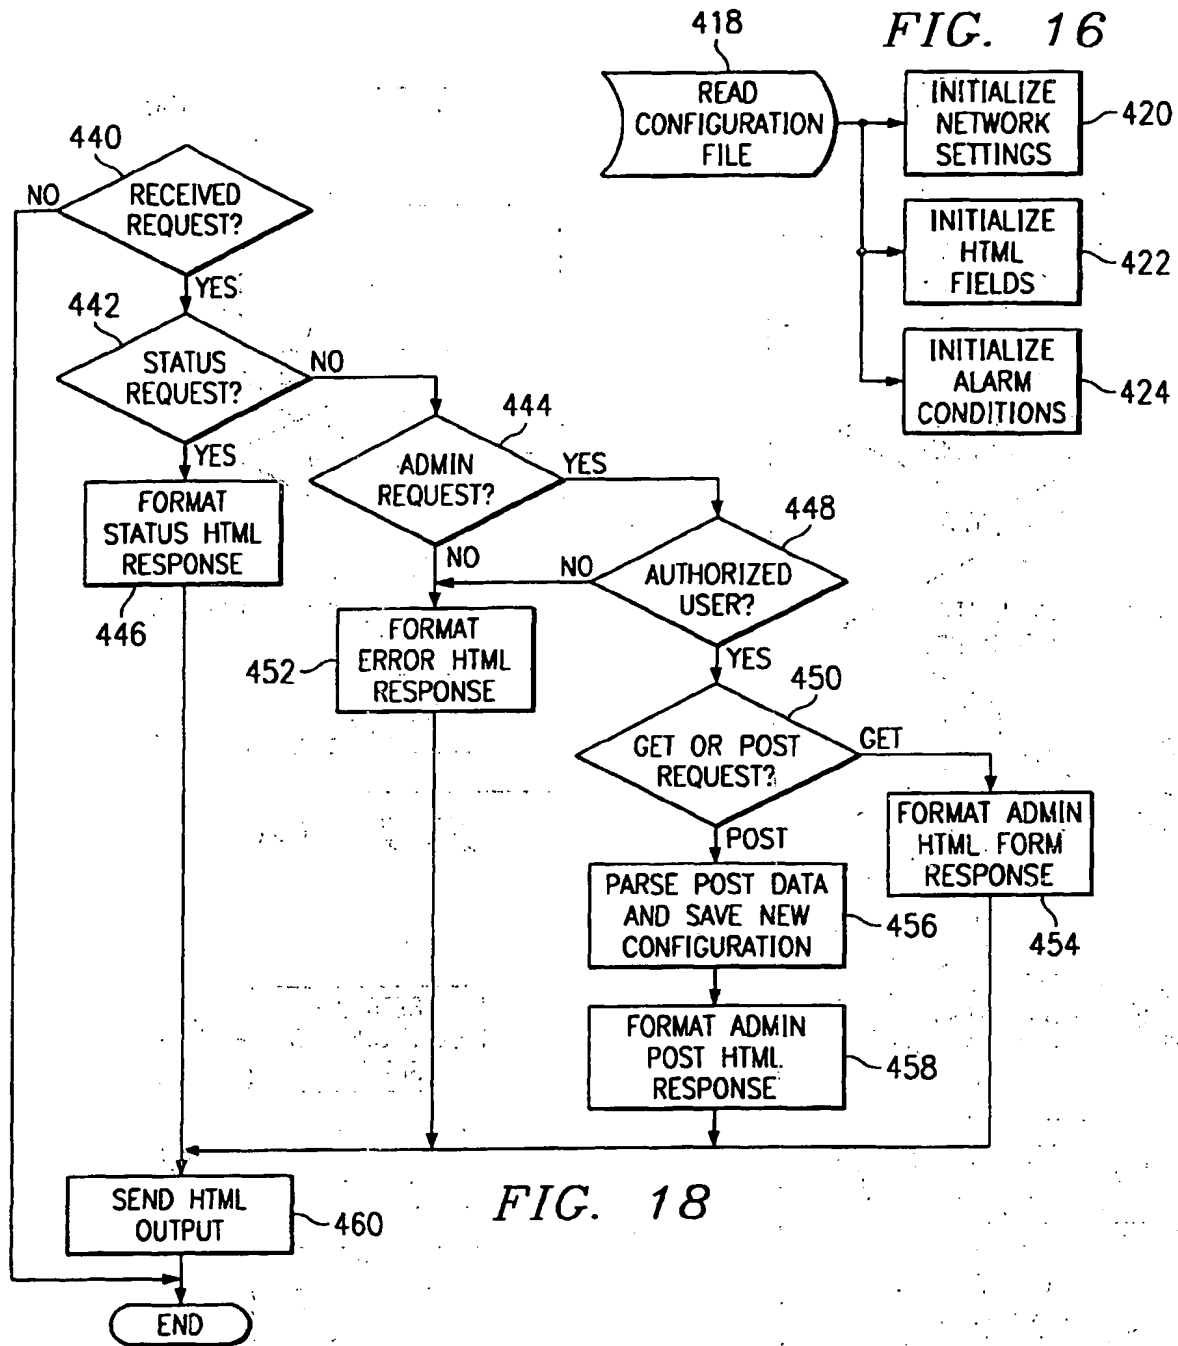 FIG. 16
418
READ
CONFIGURATION
FILE
INITIALIZE
NETWORK
SETTINGS
420
INITIALIZE
HTML
FIELDS
422
INITIALIZE
ALARM
CONDITIONS
424
440
NO
RECEIVED
REQUEST?
YES
442
STATUS
REQUEST?
NO
YES
444
ADMIN
REQUEST?
YES
NO
446
FORMAT
STATUS HTML
RESPONSE
448
AUTHORIZED
USER?
NO
YES
452
FORMAT
ERROR HTML
RESPONSE
450
GET OR POST
REQUEST?
GET
POST
FORMAT ADMIN
HTML FORM
RESPONSE
454
PARSE POST DATA
AND SAVE NEW
CONFIGURATION
456
FORMAT ADMIN
POST HTML
RESPONSE
458
SEND HTML
OUTPUT
460
END
FIG. 18